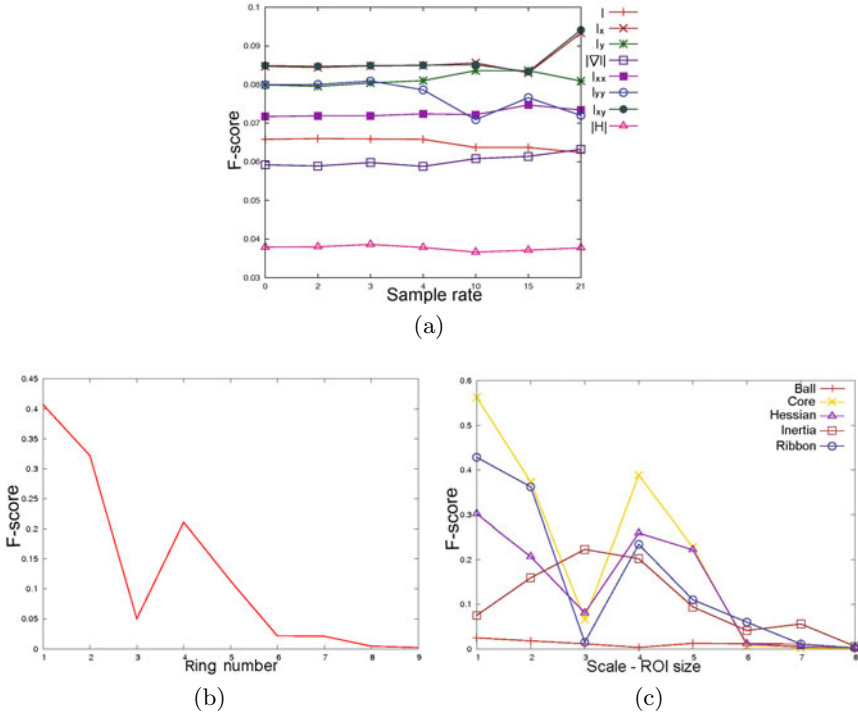 I
Ix
Iy
|∇I|
Ixx
Iyy
Ixy
|H|
0.1
0.09
0.08
0.07
0.06
0.05
0.04
0.03
F-score
0 2 3 4 10 15 21
Sample rate
(a)
0.45
0.4
0.35
0.3
0.25
0.2
0.15
0.1
0.05
0
F-score
1 2 3 4 5 6 7 8 9
Ring number
(b)
0.6
0.5
0.4
0.3
0.2
0.1
0
F-score
Ball
Core
Hessian
Inertia
Ribbon
1 2 3 4 5 6 7 8
Scale - ROI size
(c)